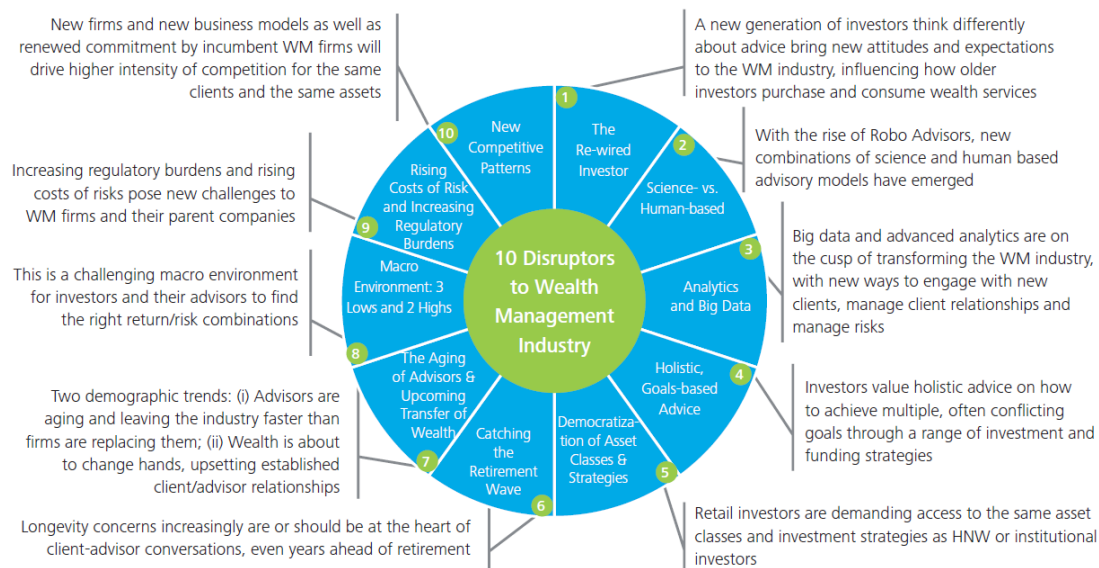 New firms and new business models as well as
renewed commitment by incumbent WM firms will
drive higher intensity of competition for the same
clients and the same assets
A new generation of investors think differently
about advice bring new attitudes and expectations
to the WM industry, influencing how older
investors purchase and consume wealth services
With the rise of Robo Advisors, new
combinations of science and human based
advisory models have emerged
Increasing regulatory burdens and rising
costs of risks pose new challenges to
WM firms and their parent companies
Big data and advanced analytics are on
the cusp of transforming the WM industry,
with new ways to engage with new
clients, manage client relationships and
manage risks
This is a challenging macro environment
for investors and their advisors to find
the right return/risk combinations
Investors value holistic advice on how
to achieve multiple, often conflicting
goals through a range of investment and
funding strategies
Two demographic trends: (i) Advisors are
aging and leaving the industry faster than
firms are replacing them; (ii) Wealth is about
to change hands, upsetting established
client/advisor relationships
Longevity concerns increasingly are or should be at the heart of
client-advisor conversations, even years ahead of retirement
Retail investors are demanding access to the same asset
classes and investment strategies as HNW or institutional
investors
10 Disruptors
to Wealth
Management
Industry
1
The
Re-wired
Investor
2
Science- vs.
Human-based
3
Analytics
and Big Data
4
Holistic,
Goals-based
Advice
5
Democratiza-
tion of Asset
Classes &
Strategies
6
Catching
the
Retirement
Wave
7
The Aging
of Advisors &
Upcoming
Transfer of
Wealth
8
Macro
Environment: 3
Lows and 2 Highs
9
Rising
Costs of Risk
and Increasing
Regulatory
Burdens
10
New
Competitive
Patterns